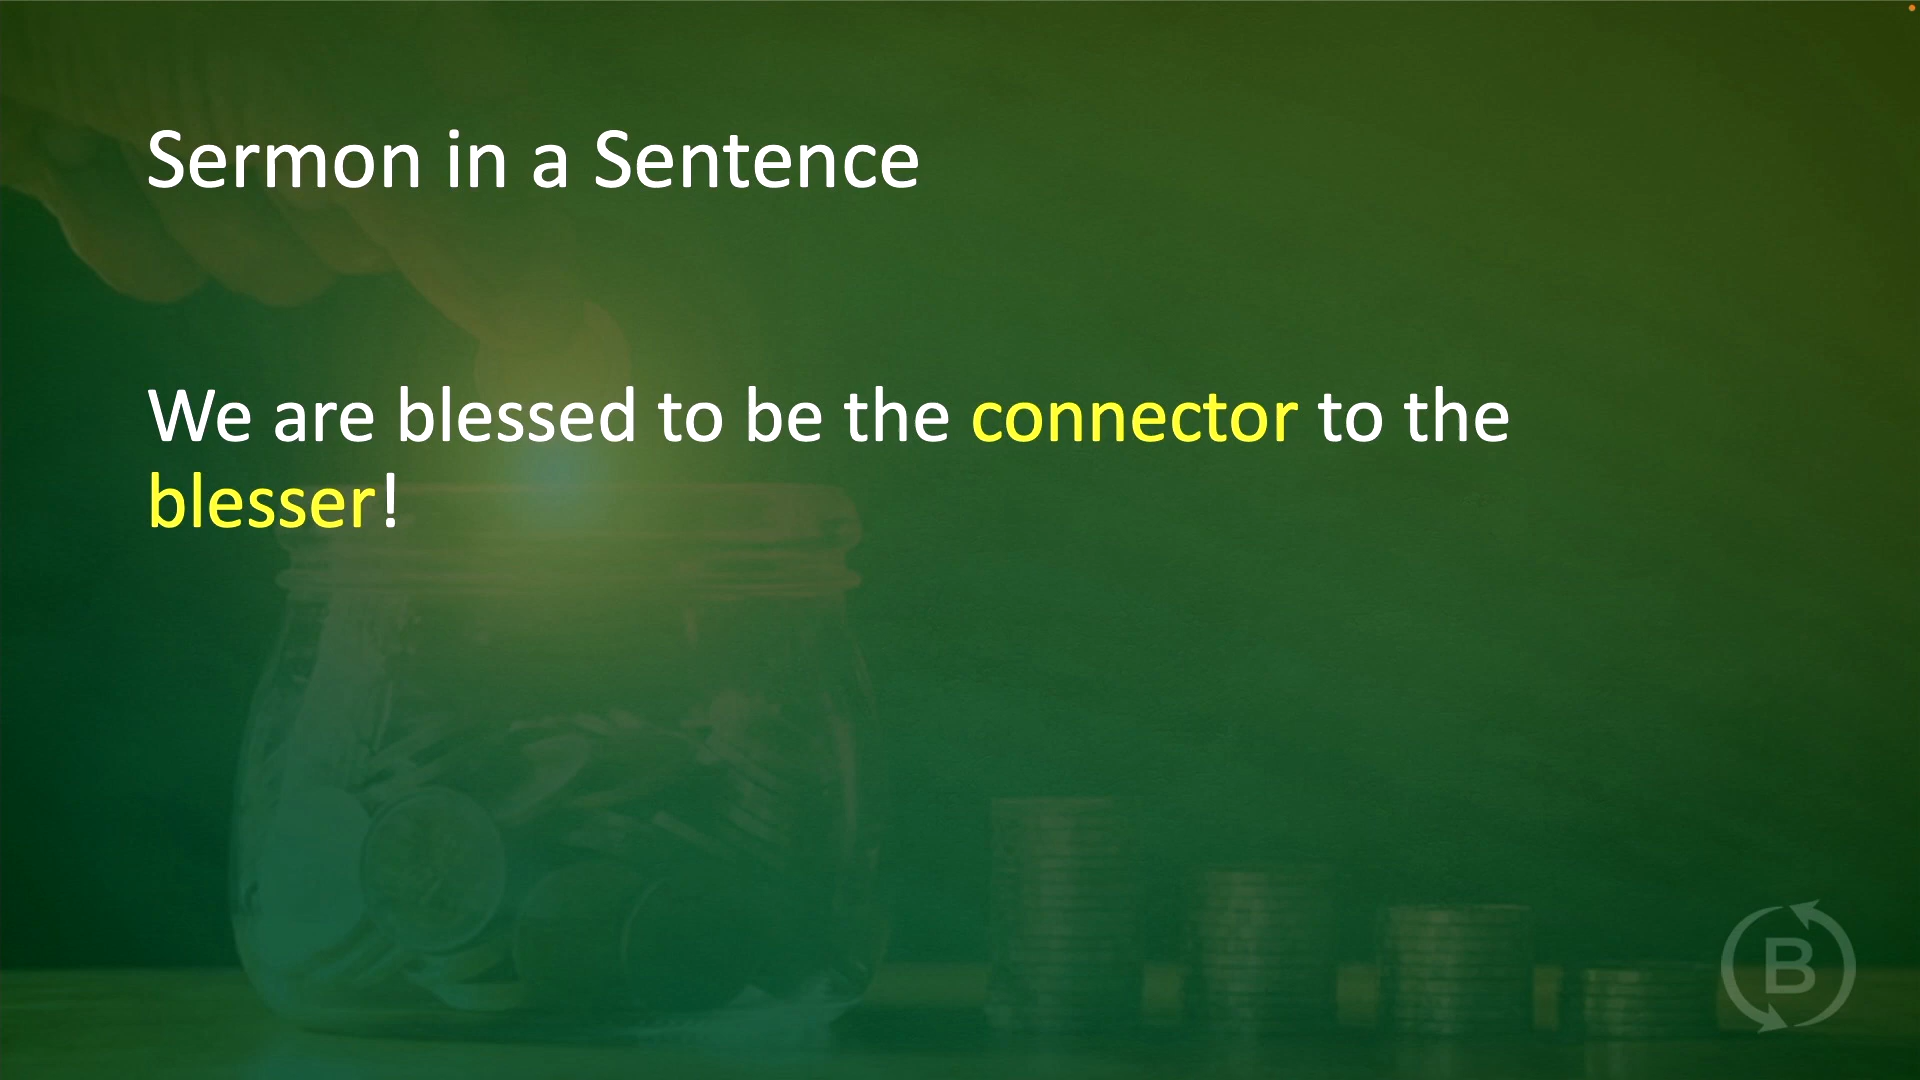 Sermon in a Sentence
We are blessed to be the connector to the
blesser!
B